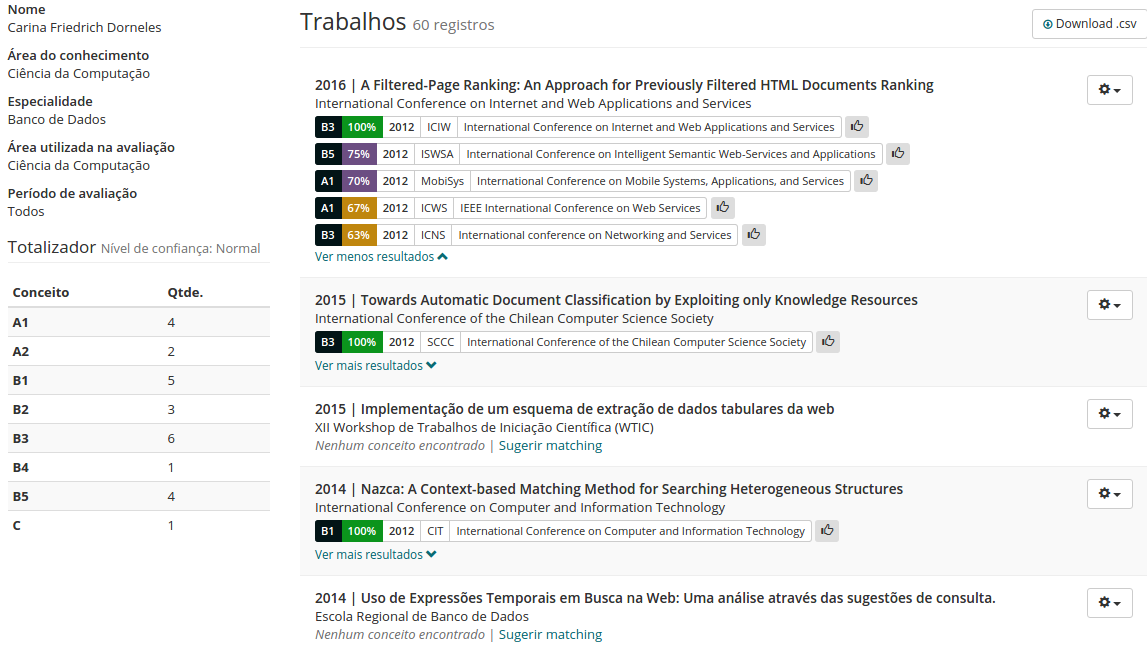 Nome
Carina Friedrich Dorneles
Área do conhecimento
Ciência da Computação
Especialidade
Banco de Dados
Área utilizada na avaliação
Ciência da Computação
Período de avaliação
Todos
Totalizador Nível de confiança: Normal
Conceito Qtde.
A1 4
A2 2
B1 5
B2 3
B3 6
B4 1
B5 4
C 1
Trabalhos 60 registros
Download .csv
2016 | A Filtered-Page Ranking: An Approach for Previously Filtered HTML Documents Ranking
International Conference on Internet and Web Applications and Services
B3 100% 2012 ICIW International Conference on Internet and Web Applications and Services
B5 75% 2012 ISWSA International Conference on Intelligent Semantic Web-Services and Applications
A1 70% 2012 MobiSys International Conference on Mobile Systems, Applications, and Services
A1 67% 2012 ICWS IEEE International Conference on Web Services
B3 63% 2012 ICNS International conference on Networking and Services
Ver menos resultados
2015 | Towards Automatic Document Classification by Exploiting only Knowledge Resources
International Conference of the Chilean Computer Science Society
B3 100% 2012 SCCC International Conference of the Chilean Computer Science Society
Ver mais resultados
2015 | Implementação de um esquema de extração de dados tabulares da web
XII Workshop de Trabalhos de Iniciação Científica (WTIC)
Nenhum conceito encontrado | Sugerir matching
2014 | Nazca: A Context-based Matching Method for Searching Heterogeneous Structures
International Conference on Computer and Information Technology
B1 100% 2012 CIT International Conference on Computer and Information Technology
Ver mais resultados
2014 | Uso de Expressões Temporais em Busca na Web: Uma análise através das sugestões de consulta.
Escola Regional de Banco de Dados
Nenhum conceito encontrado | Sugerir matching